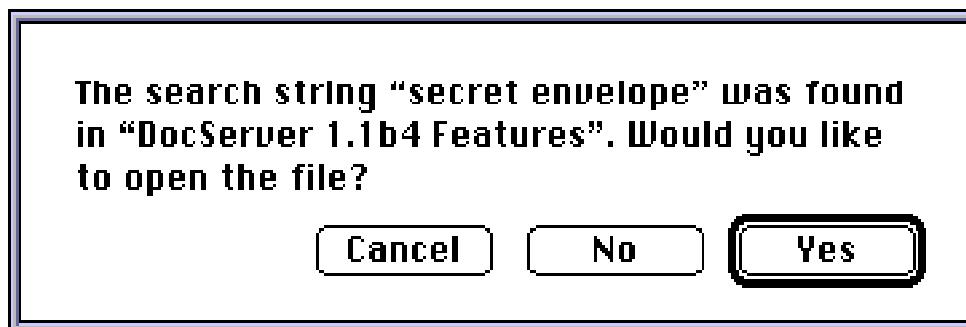 The search string “secret envelope” was found
in “DocServer 1.1b4 Features”. Would you like
to open the file?
Cancel No Yes